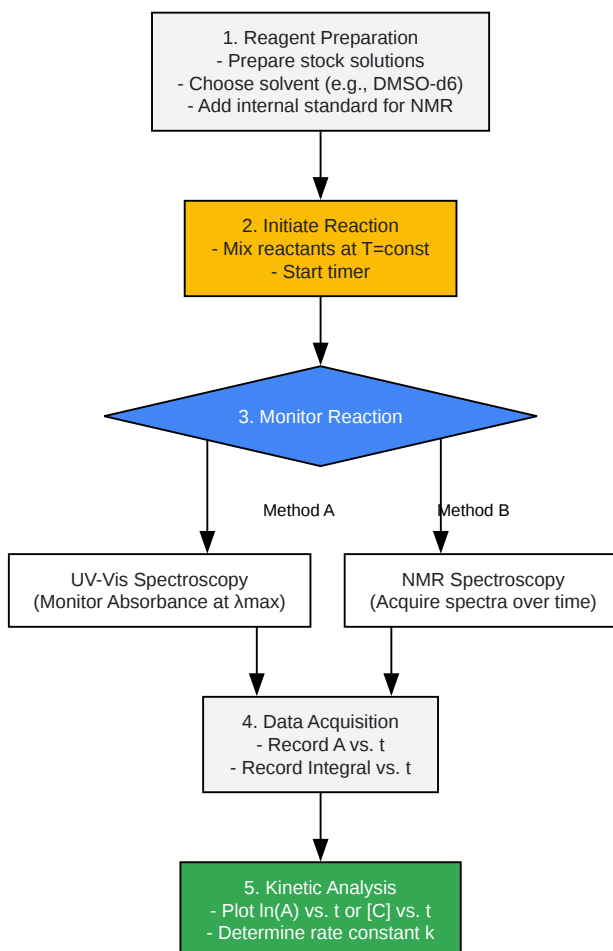 1. Reagent Preparation
- Prepare stock solutions
- Choose solvent (e.g., DMSO-d6)
- Add internal standard for NMR
2. Initiate Reaction
- Mix reactants at T=const
- Start timer
3. Monitor Reaction
Method A
Method B
UV-Vis Spectroscopy
(Monitor Absorbance at λmax)
NMR Spectroscopy
(Acquire spectra over time)
4. Data Acquisition
- Record A vs. t
- Record Integral vs. t
5. Kinetic Analysis
- Plot ln(A) vs. t or [C] vs. t
- Determine rate constant k